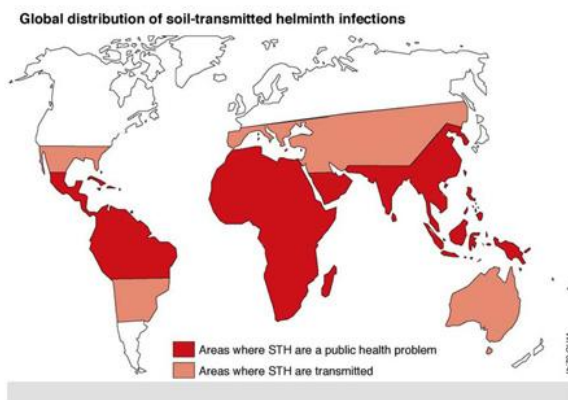 Global distribution of soil-transmitted helminth infections
Areas where STH are a public health problem
Areas where STH are transmitted